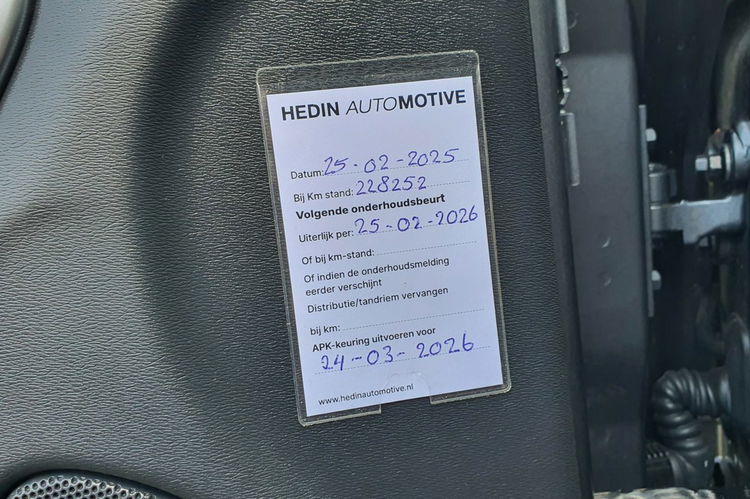 HEDIN AUTOMOTIVE
Datum: 25-02-2025
Bij Km stand: 228252
Volgende onderhoudsbeurt
Uiterlijk per: 25-02-2026
Of bij km-stand:
Of indien de onderhoudsmelding
eerder verschijnt
Distributie/tandriem vervangen
bij km:
APK-keuring uitvoeren voor
24-03-2026
www.hedinautomotive.nl